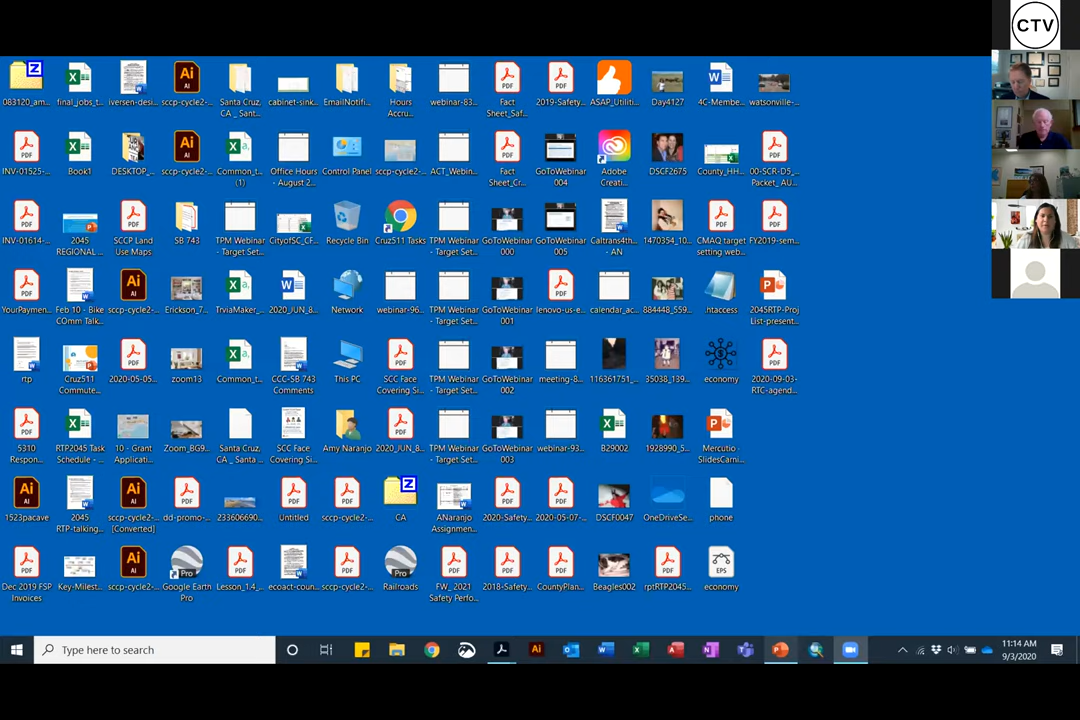 CTV
083120_am...
final_jobs_t...
iversen-desi...
sccp-cycle2-...
Santa Cruz,
CA _ Sant...
cabinet-sink...
EmailNotifi...
Hours
Accru...
webinar-83...
Fact
Sheet_Saf...
2019-Safety...
ASAP_Utiliti...
Day4127
4C-Membe...
watsonville-...
INV-01525-...
Book1
DESKTOP_...
sccp-cycle2-...
Common_t...
(1)
Office Hours
- August 2...
Control Panel
sccp-cycle2-...
ACT_Webin...
Fact
Sheet_Cr...
GoToWebinar
004
Adobe
Creati...
DSCF2675
County_HH...
00-SCR-D5_
Packet_AU...
INV-01614-...
2045
REGIONAL ...
SCCP Land
Use Maps
SB 743
TPM Webinar
- Target Set...
CityofSC_CF...
Recycle Bin
Cruz511 Tasks
TPM Webinar
- Target Set...
GoToWebinar
000
GoToWebinar
005
Caltrans4th...
- AN
1470354_10...
CMAQ target
setting web...
FY2019-sem...
YourPaymen...
Feb 10 - Bike
COmm Talk...
sccp-cycle2-...
Erickson_7...
TrviaMaker_...
2020_JUN_8...
Network
webinar-96...
TPM Webinar
- Target Set...
GoToWebinar
001
lenovo-us-e...
calendar_ac...
884448_559...
.htaccess
2045RTP-Proj
List-present...
rtp
Cruz511
Commute...
2020-05-05...
zoom13
Common_t...
CCC-SB 743
Comments
This PC
SCC Face
Covering Si...
TPM Webinar
- Target Set...
GoToWebinar
002
meeting-8...
116361751_...
35038_139...
economy
2020-09-03-
RTC-agend...
5310
Respon...
RTP2045 Task
Schedule - ...
10 - Grant
Applicati...
Zoom_BG9...
Santa Cruz,
CA _ Santa ...
SCC Face
Covering Si...
Amy Naranjo
2020_JUN_8...
TPM Webinar
- Target Set...
GoToWebinar
003
webinar-93...
B29002
1928990_5...
Mercutio ·
SlidesCarni...
1523pacave
2045
RTP-talking...
sccp-cycle2-...
[Converted]
dd-promo-...
233606690...
Untitled
sccp-cycle2-...
CA
ANaranjo
Assignmen...
2020-Safety...
2020-05-07-...
DSCF0047
OneDriveSe...
phone
Dec 2019 FSP
Invoices
Key-Milest...
sccp-cycle2-...
Google Earth
Pro
Lesson_1.4_...
ecoact-coun...
sccp-cycle2-...
Railroads
FW_ 2021
Safety Perfo...
2018-Safety...
CountyPlan...
Beagles002
rptRTP2045...
economy
Type here to search
11:14 AM
9/3/2020